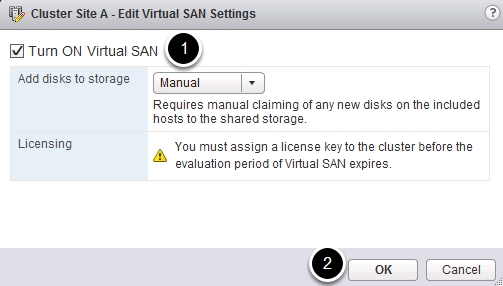 Cluster Site A - Edit Virtual SAN Settings
?
Turn ON Virtual SAN
1
Add disks to storage
Manual
Requires manual claiming of any new disks on the included
hosts to the shared storage.
Licensing
You must assign a license key to the cluster before the
evaluation period of Virtual SAN expires.
2
OK
Cancel